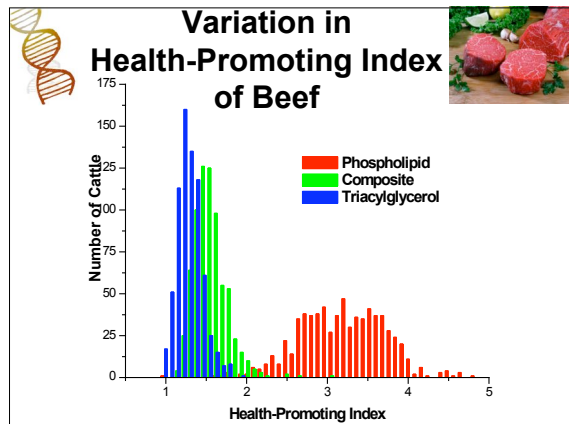 Variation in
Health-Promoting Index
of Beef
175
150
125
100
75
50
25
0
Number of Cattle
Phospholipid
Composite
Triacylglycerol
1
2
3
4
5
Health-Promoting Index